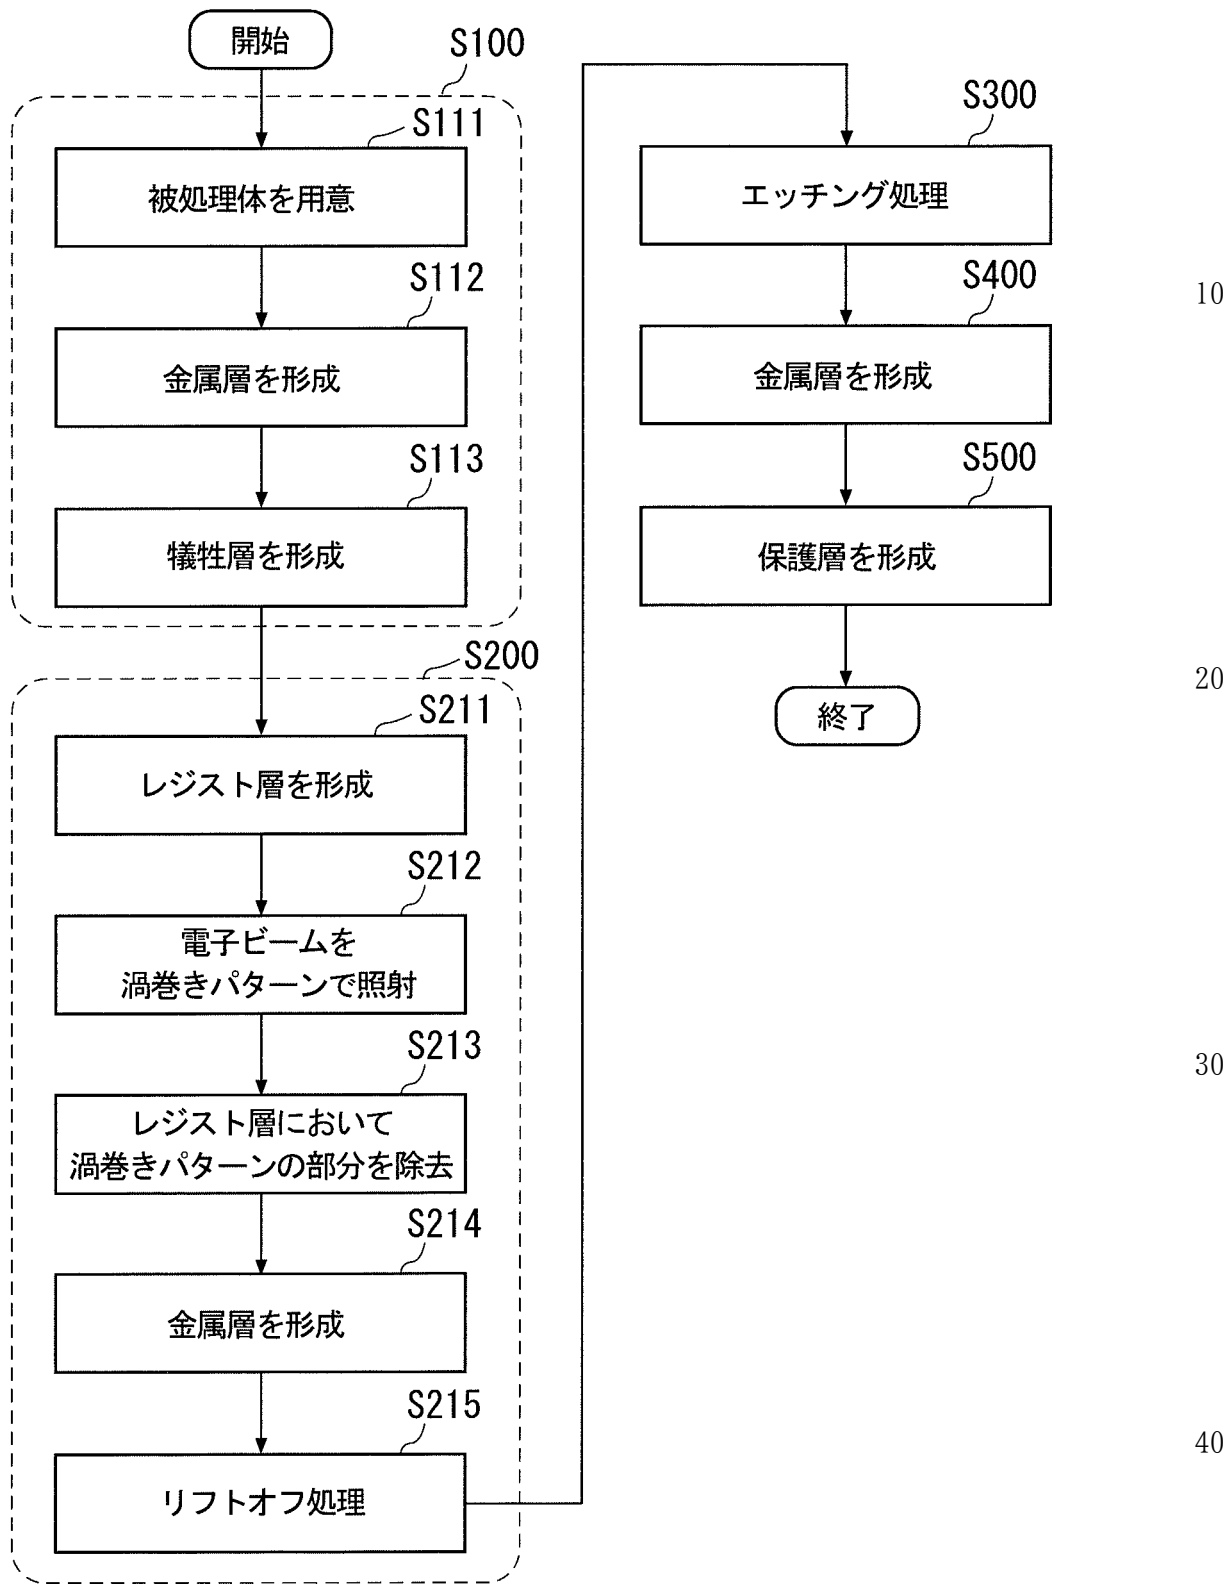 開始
S100
S111
被処理体を用意
S112
金属層を形成
S113
犠牲層を形成
S200
S211
レジスト層を形成
S212
電子ビームを
渦巻きパターンで照射
S213
レジスト層において
渦巻きパターンの部分を除去
S214
金属層を形成
S215
リフトオフ処理
S300
エッチング処理
S400
金属層を形成
S500
保護層を形成
終了
10
20
30
40